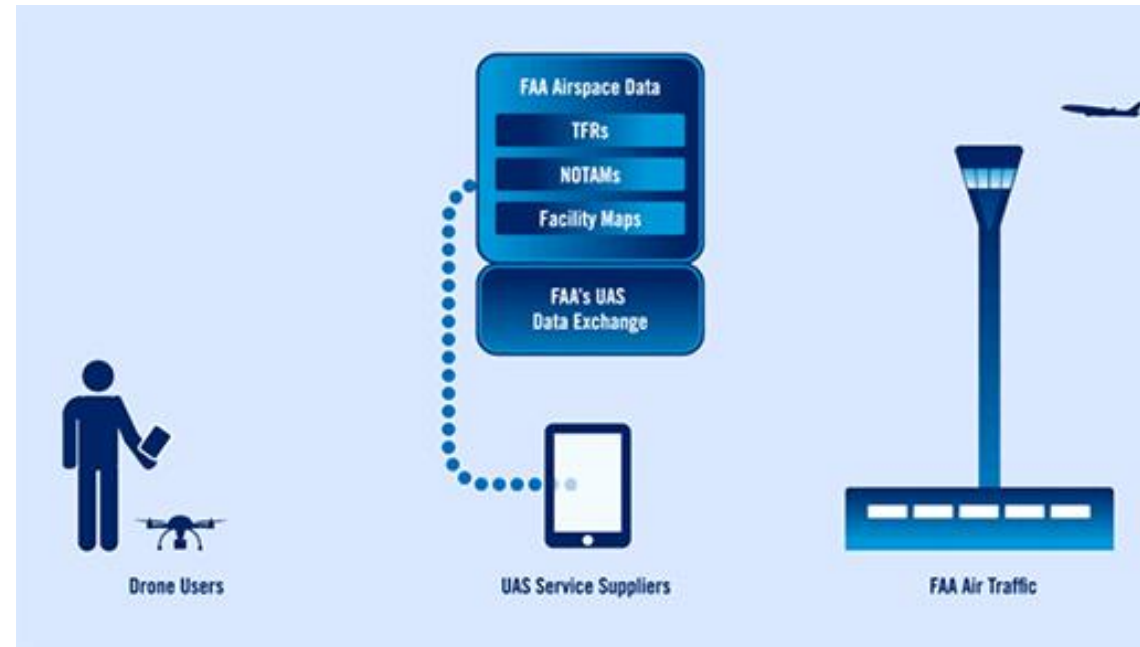 FAA Airspace Data
TFRs
NOTAMs
Facility Maps
FAA's UAS
Data Exchange
Drone Users
UAS Service Suppliers
FAA Air Traffic